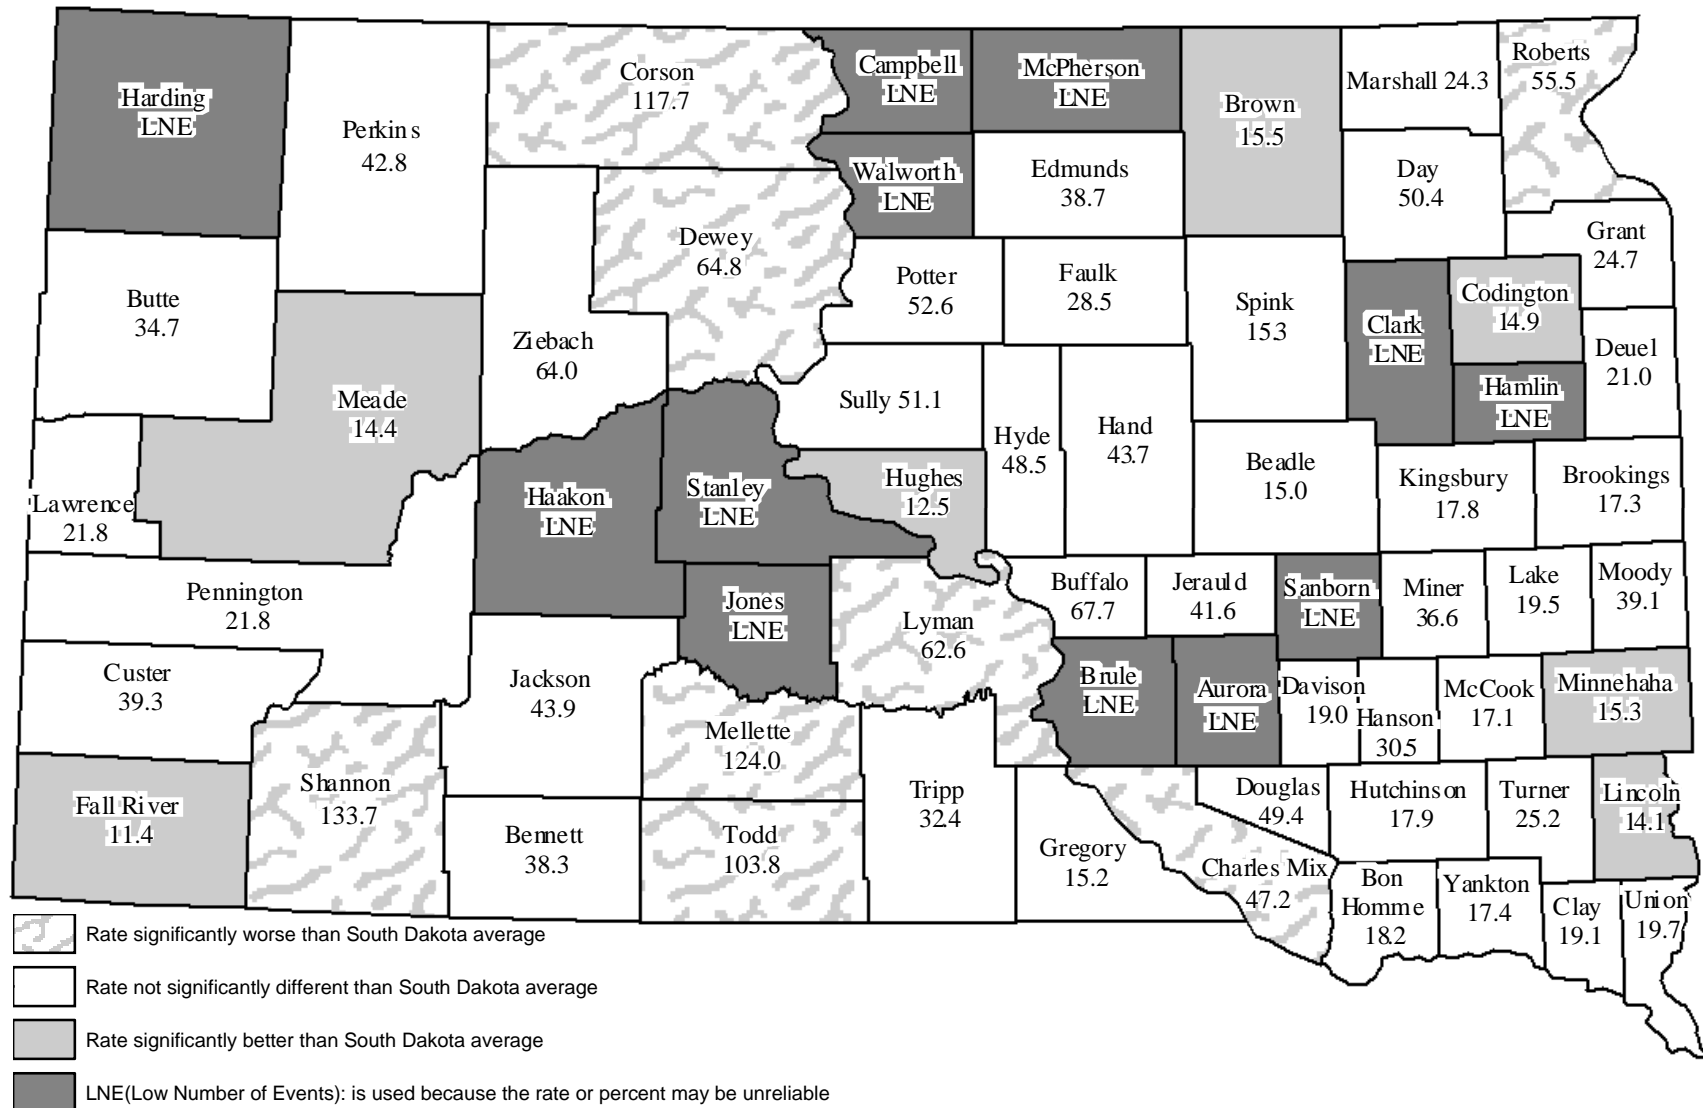 Harding
LNE
Perkins
42.8
Corson
117.7
Campbell
LNE
McPherson
LNE
Brown
15.5
Marshall 24.3
Roberts
55.5
Walworth
LNE
Edmunds
38.7
Day
50.4
Dewey
64.8
Grant
24.7
Butte
34.7
Potter
52.6
Faulk
28.5
Spink
15.3
Codington
14.9
Ziebach
64.0
Clark
LNE
Deuel
21.0
Meade
14.4
Sully 51.1
Hamlin
LNE
Hyde
48.5
Hand
43.7
Lawrence
21.8
Haakon
LNE
Stanley
LNE
Hughes
12.5
Beadle
15.0
Kingsbury
17.8
Brookings
17.3
Pennington
21.8
Jones
LNE
Lyman
62.6
Buffalo
67.7
Jerauld
41.6
Sanborn
LNE
Miner
36.6
Lake
19.5
Moody
39.1
Custer
39.3
Jackson
43.9
Mellette
124.0
Brule
LNE
Aurora
LNE
Davison
19.0
Hanson
30.5
McCook
17.1
Minnehaha
15.3
Fall River
11.4
Shannon
133.7
Bennett
38.3
Todd
103.8
Tripp
32.4
Gregory
15.2
Douglas
49.4
Charles Mix
47.2
Hutchinson
17.9
Turner
25.2
Lincoln
14.1
Bon
Homme
18.2
Yankton
17.4
Clay
19.1
Union
19.7
Rate significantly worse than South Dakota average
Rate not significantly different than South Dakota average
Rate significantly better than South Dakota average
LNE(Low Number of Events): is used because the rate or percent may be unreliable